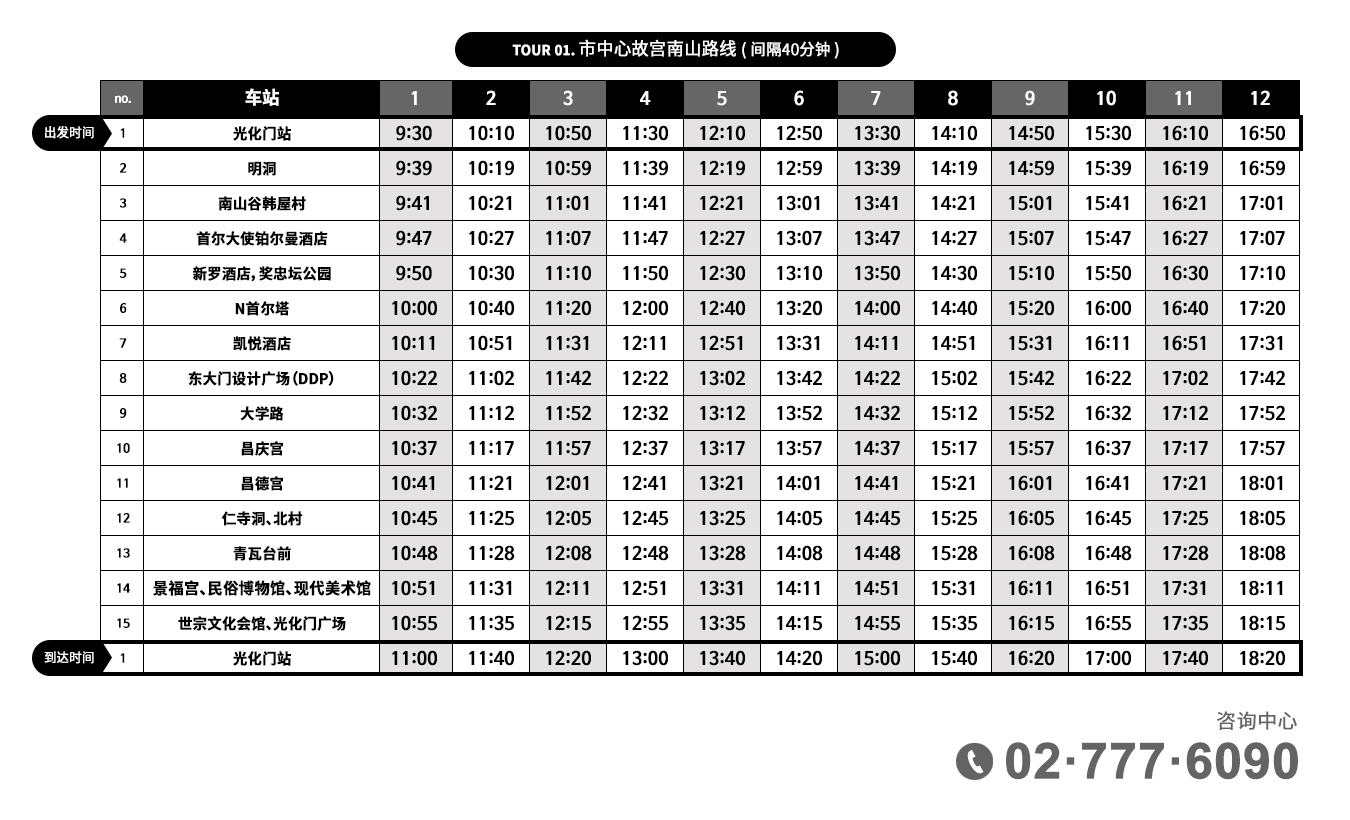 TOUR 01. 市中心故宫南山路线 ( 间隔40分钟 )
no. 车站 1 2 3 4 5 6 7 8 9 10 11 12
出发时间 1 光化门站 9:30 10:10 10:50 11:30 12:10 12:50 13:30 14:10 14:50 15:30 16:10 16:50
2 明洞 9:39 10:19 10:59 11:39 12:19 12:59 13:39 14:19 14:59 15:39 16:19 16:59
3 南山谷韩屋村 9:41 10:21 11:01 11:41 12:21 13:01 13:41 14:21 15:01 15:41 16:21 17:01
4 首尔大使铂尔曼酒店 9:47 10:27 11:07 11:47 12:27 13:07 13:47 14:27 15:07 15:47 16:27 17:07
5 新罗酒店, 奖忠坛公园 9:50 10:30 11:10 11:50 12:30 13:10 13:50 14:30 15:10 15:50 16:30 17:10
6 N首尔塔 10:00 10:40 11:20 12:00 12:40 13:20 14:00 14:40 15:20 16:00 16:40 17:20
7 凯悦酒店 10:11 10:51 11:31 12:11 12:51 13:31 14:11 14:51 15:31 16:11 16:51 17:31
8 东大门设计广场(DDP) 10:22 11:02 11:42 12:22 13:02 13:42 14:22 15:02 15:42 16:22 17:02 17:42
9 大学路 10:32 11:12 11:52 12:32 13:12 13:52 14:32 15:12 15:52 16:32 17:12 17:52
10 昌庆宫 10:37 11:17 11:57 12:37 13:17 13:57 14:37 15:17 15:57 16:37 17:17 17:57
11 昌德宫 10:41 11:21 12:01 12:41 13:21 14:01 14:41 15:21 16:01 16:41 17:21 18:01
12 仁寺洞、北村 10:45 11:25 12:05 12:45 13:25 14:05 14:45 15:25 16:05 16:45 17:25 18:05
13 青瓦台前 10:48 11:28 12:08 12:48 13:28 14:08 14:48 15:28 16:08 16:48 17:28 18:08
14 景福宫、民俗博物馆、现代美术馆 10:51 11:31 12:11 12:51 13:31 14:11 14:51 15:31 16:11 16:51 17:31 18:11
15 世宗文化会馆、光化门广场 10:55 11:35 12:15 12:55 13:35 14:15 14:55 15:35 16:15 16:55 17:35 18:15
到达时间 1 光化门站 11:00 11:40 12:20 13:00 13:40 14:20 15:00 15:40 16:20 17:00 17:40 18:20
咨询中心
02·777·6090